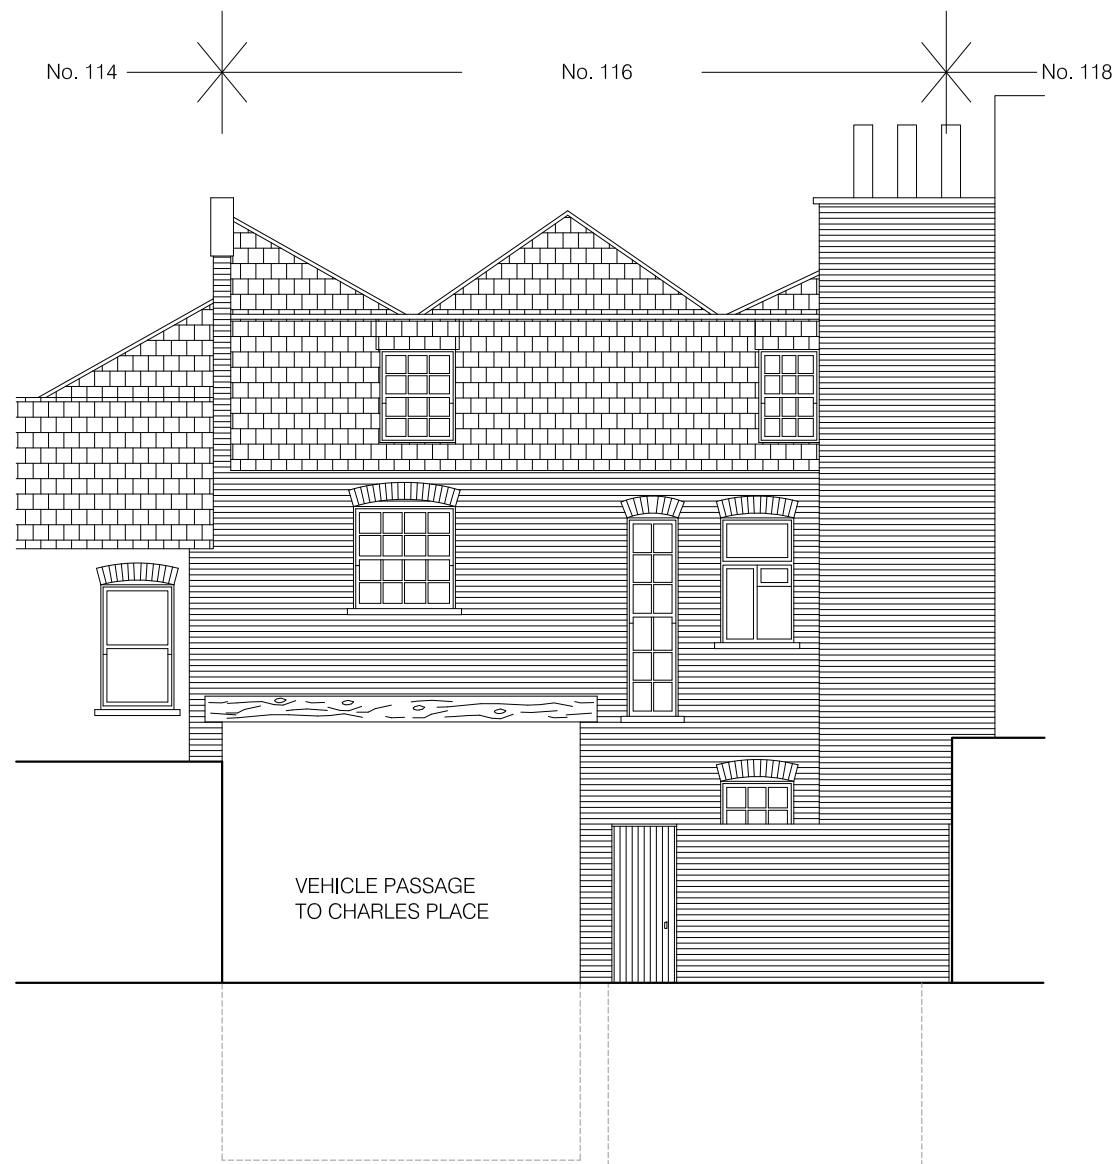 No. 114
No. 116
No. 118
VEHICLE PASSAGE
TO CHARLES PLACE